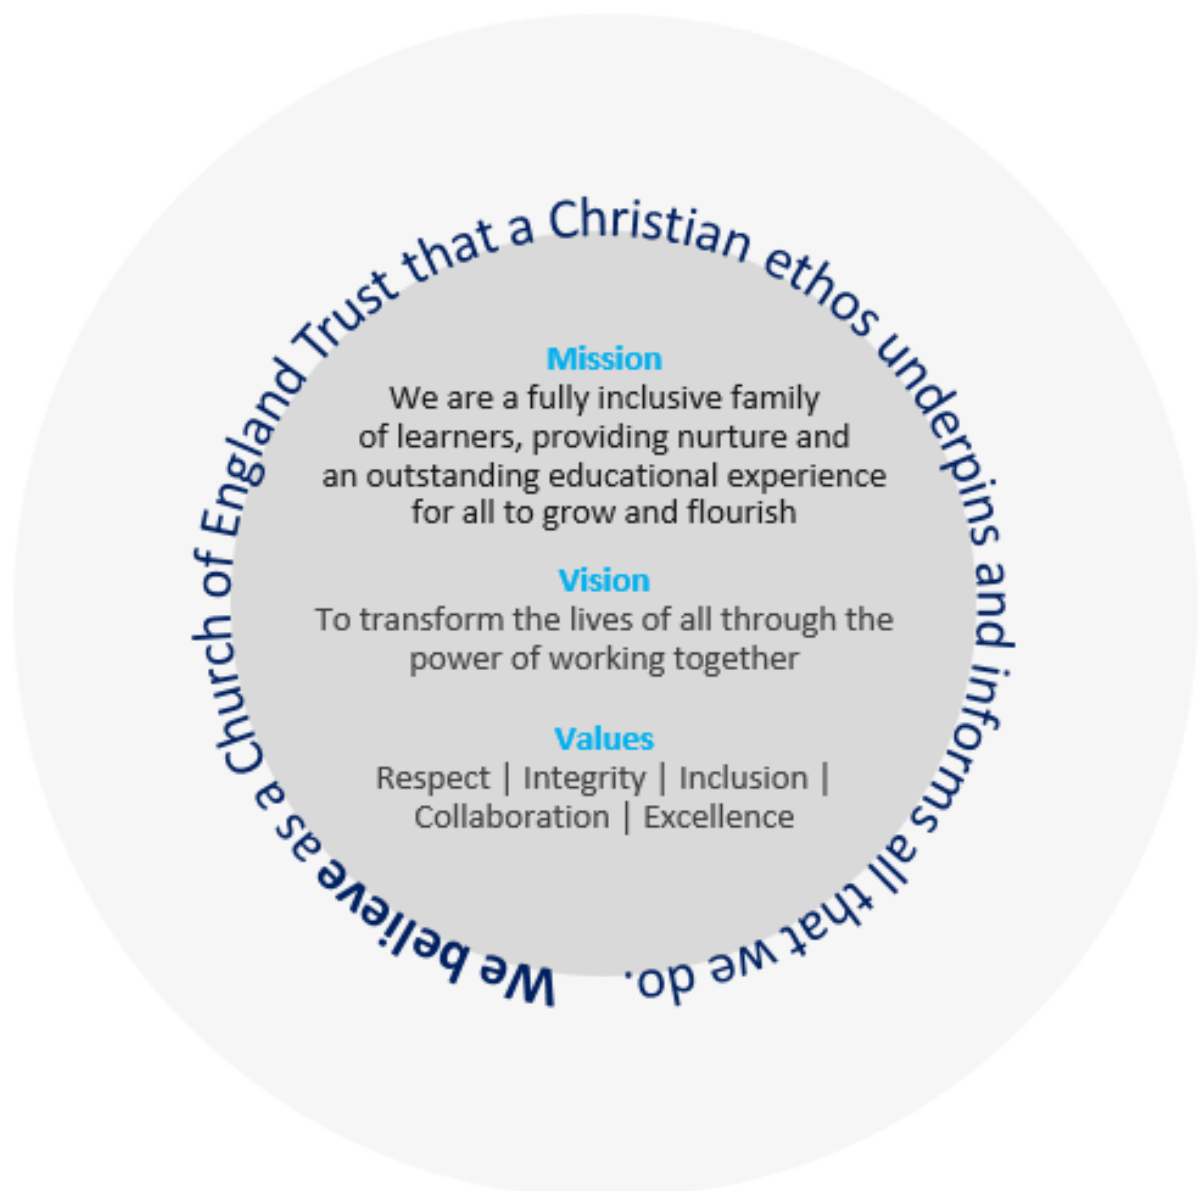 We believe as a Church of England Trust that a Christian ethos underpins and informs all that we do.
Mission
We are a fully inclusive family
of learners, providing nurture and
an outstanding educational experience
for all to grow and flourish
Vision
To transform the lives of all through the
power of working together
Values
Respect | Integrity | Inclusion |
Collaboration | Excellence